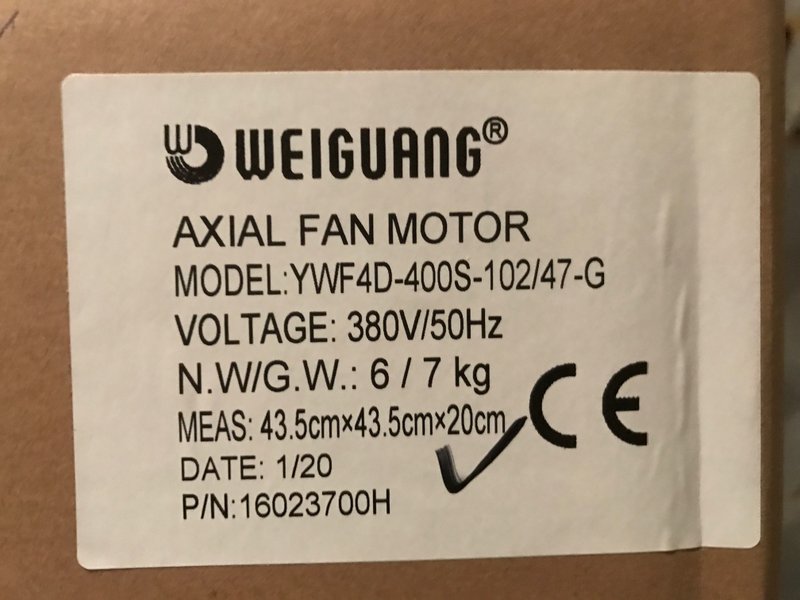 WEIGUANG®
AXIAL FAN MOTOR
MODEL:YWF4D-400S-102/47-G
VOLTAGE: 380V/50Hz
N.W/G.W.: 6 / 7 kg
MEAS: 43.5cm×43.5cm×20cm
CE
DATE: 1/20
P/N:16023700H